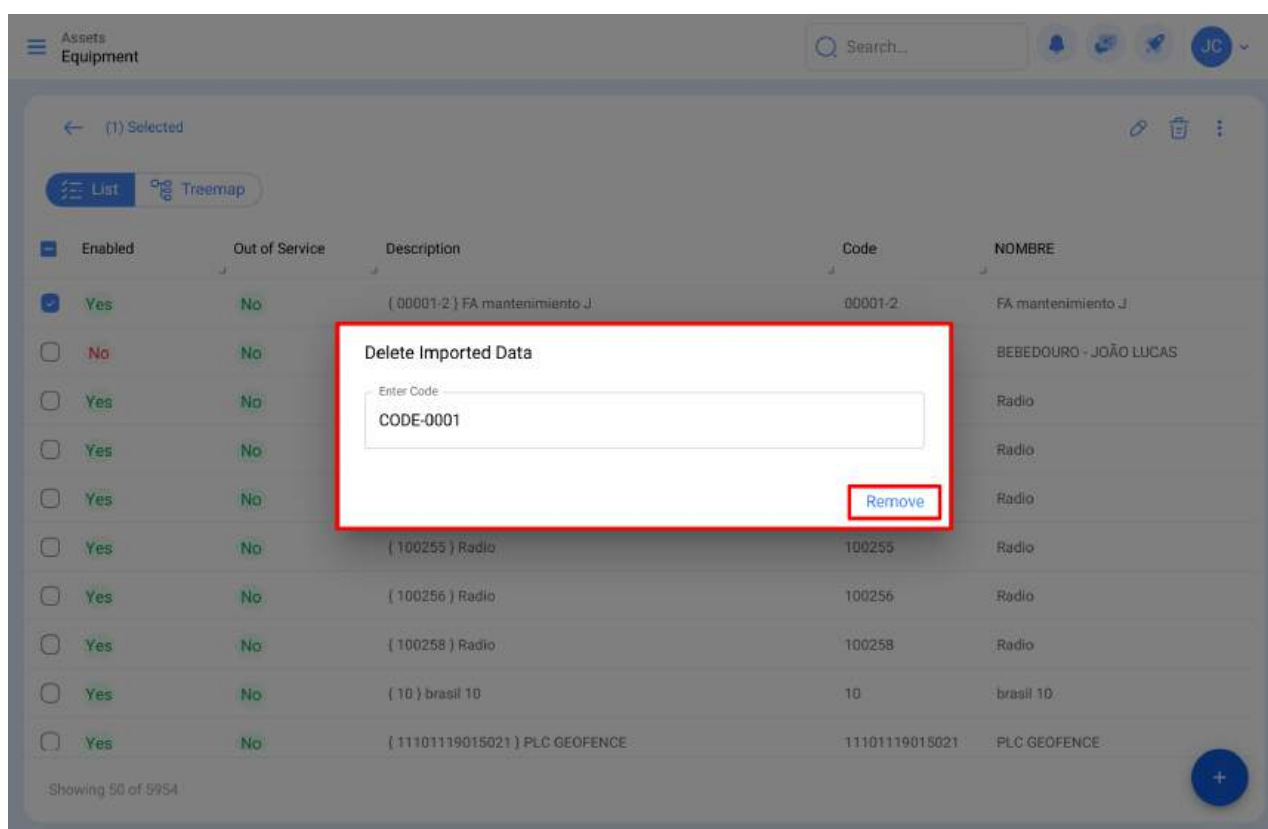 Assets
Equipment
Search...
JC
(1) Selected
List Treemap
Enabled Out of Service Description Code NOMBRE
Yes No ( 00001-2 ) FA mantenimiento J 00001-2 FA mantenimiento J
No No BEBEDOURO - JOÃO LUCAS
Yes No Radio
Yes No Radio
Yes No Radio
Delete Imported Data
Enter Code
CODE-0001
Remove
Yes No ( 100255 ) Radio 100255 Radio
Yes No ( 100256 ) Radio 100256 Radio
Yes No ( 100258 ) Radio 100258 Radio
Yes No ( 10 ) brasil 10 10 brasil 10
Yes No ( 11101119015021 ) PLC GEOFENCE 11101119015021 PLC GEOFENCE
Showing 50 of 5954